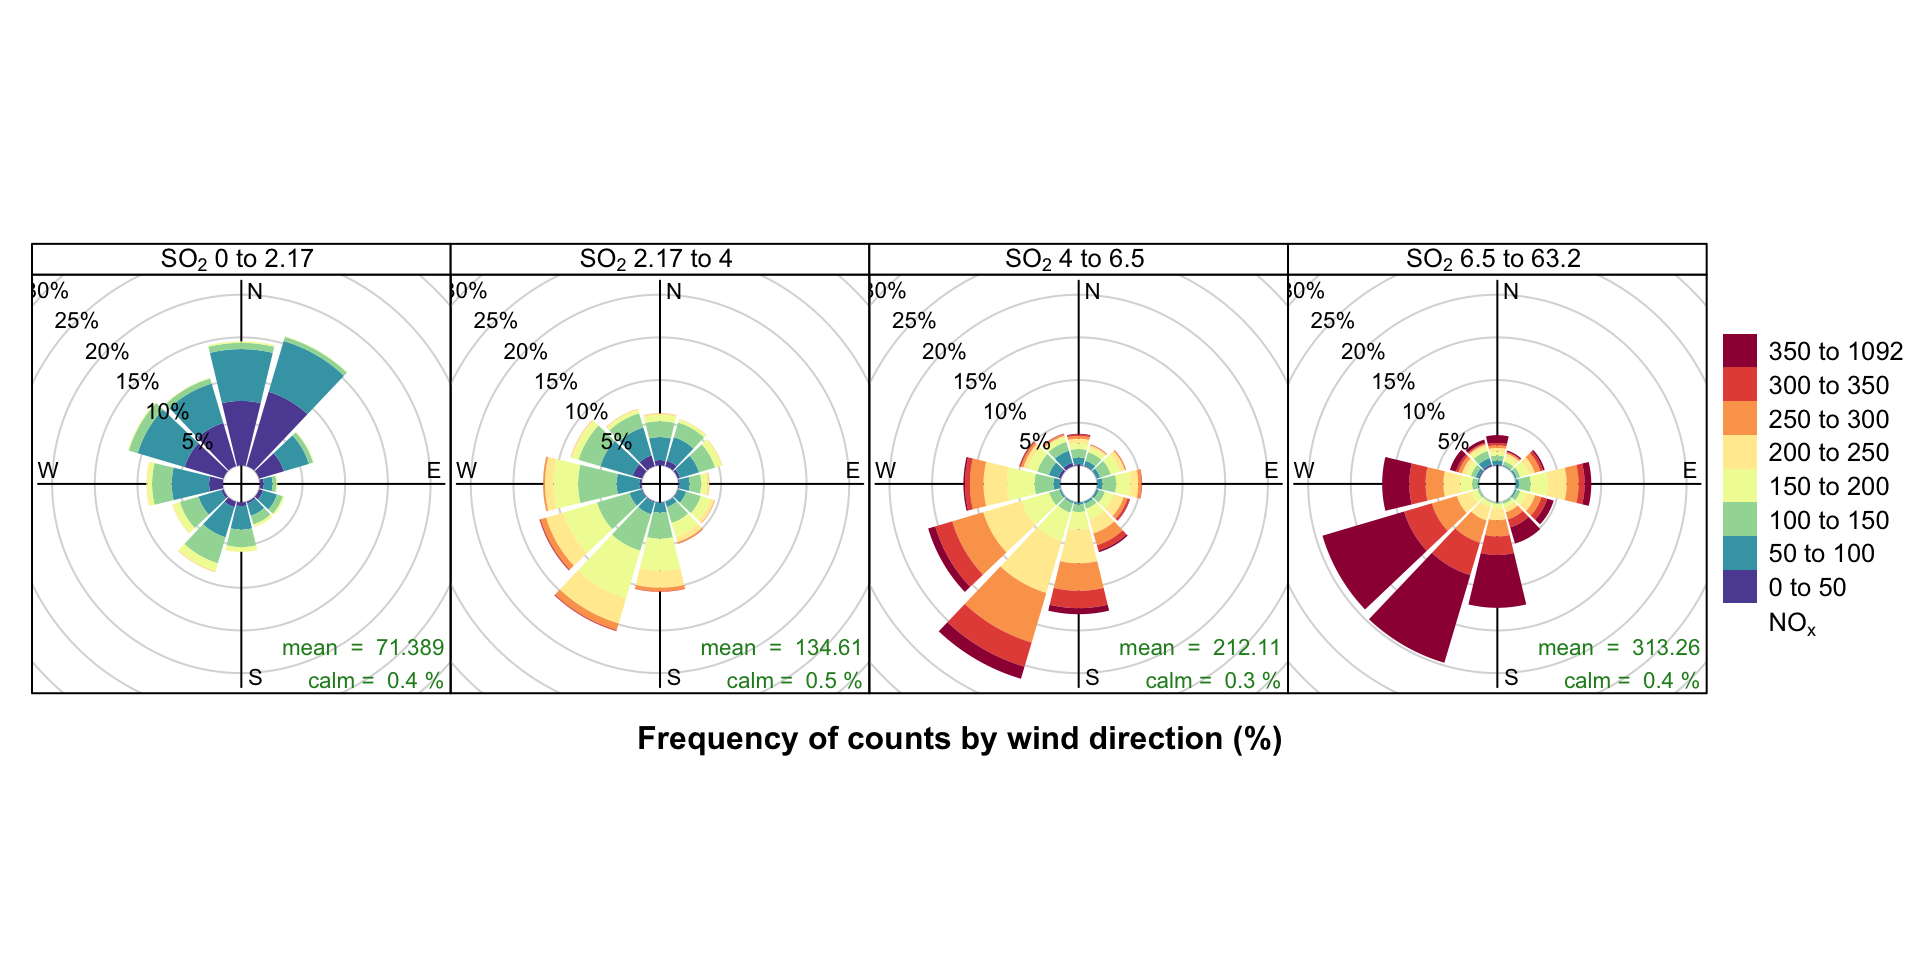 SO₂ 0 to 2.17
30%
25%
20%
15%
10%
5%
N
W
E
S
mean = 71.389
calm = 0.4 %
SO₂ 2.17 to 4
30%
25%
20%
15%
10%
5%
N
W
E
S
mean = 134.61
calm = 0.5 %
SO₂ 4 to 6.5
30%
25%
20%
15%
10%
5%
N
W
E
S
mean = 212.11
calm = 0.3 %
SO₂ 6.5 to 63.2
30%
25%
20%
15%
10%
5%
N
W
E
S
mean = 313.26
calm = 0.4 %
350 to 1092
300 to 350
250 to 300
200 to 250
150 to 200
100 to 150
50 to 100
0 to 50
NOₓ
Frequency of counts by wind direction (%)